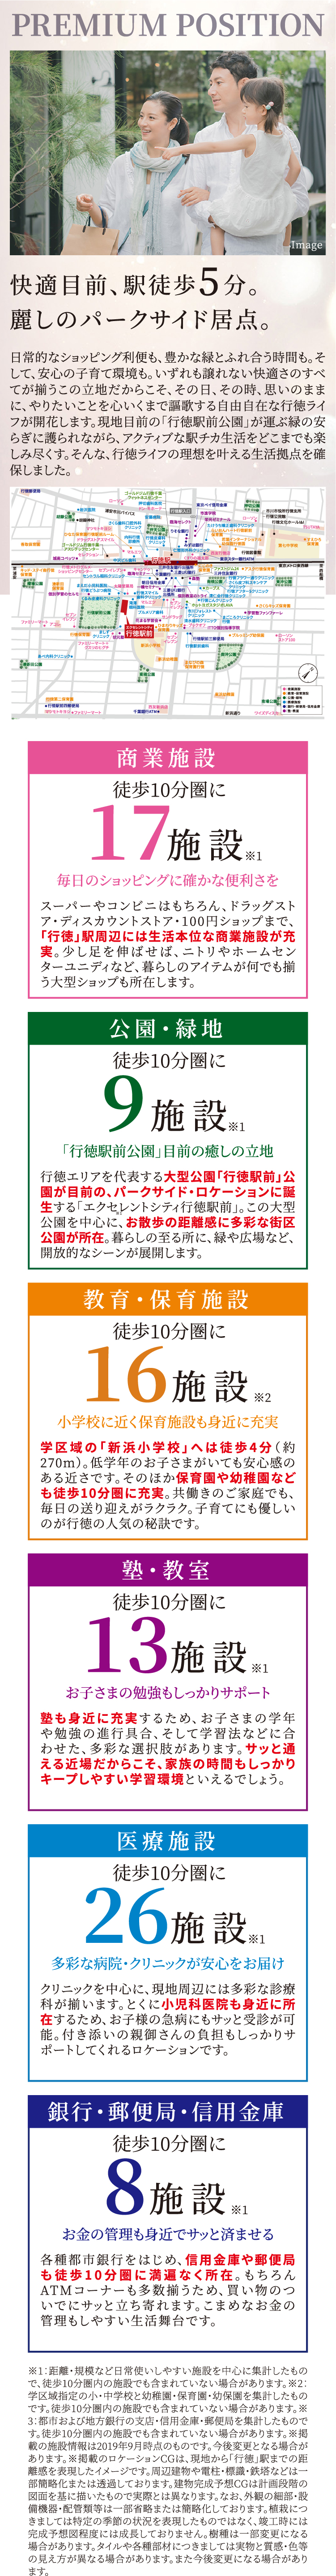 PREMIUM POSITION
Image
快適目前、駅徒歩5分。
麗しのパークサイド居点。
日常的なショッピング利便も、豊かな緑とふれ合う時間も。そ
して、安心の子育て環境も。いずれも譲れない快適さのすべ
てが揃うこの立地だからこそ、その日、その時、思いのまま
に、やりたいことを心いくまで謳歌する自由自在な行徳ライ
フが開花します。現地目前の「行徳駅前公園」が運ぶ緑の安
らぎに護られながら、アクティブな駅チカ生活をどこまでも楽
しみ尽くす。そんな、行徳ライフの理想を叶える生活拠点を確
保しました。
行徳駅前
商業施設
徒歩10分圏に
17施設※1
毎日のショッピングに確かな便利さを
スーパーやコンビニはもちろん、ドラッグスト
ア・ディスカウントストア・100円ショップまで、
「行徳」駅周辺には生活本位な商業施設が充
実。少し足を伸ばせば、ニトリやホームセン
ターユニディなど、暮らしのアイテムが何でも揃
う大型ショップも所在します。
公園・緑地
徒歩10分圏に
9施設※1
「行徳駅前公園」目前の癒しの立地
行徳エリアを代表する大型公園「行徳駅前」公
園が目前の、パークサイド・ロケーションに誕
生する「エクセレントシティ行徳駅前」。この大型
公園を中心に、お散歩の距離感に多彩な街区
公園が所在。暮らしの至る所に、緑や広場など、
開放的なシーンが展開します。
教育・保育施設
徒歩10分圏に
16施設※2
小学校に近く保育施設も身近に充実
学区域の「新浜小学校」へは徒歩4分(約
270m)。低学年のお子さまがいても安心感の
ある近さです。そのほか保育園や幼稚園など
も徒歩10分圏に充実。共働きのご家庭でも、
毎日の送り迎えがラクラク。子育てにも優しい
のが行徳の人気の秘訣です。
塾・教室
徒歩10分圏に
13施設※1
お子さまの勉強もしっかりサポート
塾も身近に充実するため、お子さまの学年
や勉強の進行具合、そして学習法などに合
わせた、多彩な選択肢があります。サッと通
える近場だからこそ、家族の時間もしっかり
キープしやすい学習環境といえるでしょう。
医療施設
徒歩10分圏に
26施設※1
多彩な病院・クリニックが安心をお届け
クリニックを中心に、現地周辺には多彩な診療
科が揃います。とくに小児科医院も身近に所
在するため、お子様の急病にもサッと受診が可
能。付き添いの親御さんの負担もしっかりサ
ポートしてくれるロケーションです。
銀行・郵便局・信用金庫
徒歩10分圏に
8施設※1
お金の管理も身近でサッと済ませる
各種都市銀行をはじめ、信用金庫や郵便局
も徒歩10分圏に満遍なく所在。もちろん
ATMコーナーも多数揃うため、買い物のつ
いでにサッと立ち寄れます。こまめなお金の
管理もしやすい生活舞台です。
※1:距離・規模など日常使いしやすい施設を中心に集計したもの
で、徒歩10分圏内の施設でも含まれていない場合があります。※2:
学区域指定の小・中学校と幼稚園・保育園・幼保園を集計したもの
です。徒歩10分圏内の施設でも含まれていない場合があります。※
3:都市および地方銀行の支店・信用金庫・郵便局を集計したもので
す。徒歩10分圏内の施設でも含まれていない場合があります。※掲
載の施設情報は2019年9月時点のものです。今後変更となる場合が
あります。※掲載のロケーションCGは、現地から「行徳」駅までの距
離感を表現したイメージです。周辺建物や電柱・標識・鉄塔などは一
部簡略化または透過しております。建物完成予想CGは計画段階の
図面を基に描いたもので実際とは異なります。なお、外観の細部・設
備機器・配管類等は一部省略または簡略化しております。植栽につ
きましては特定の季節の状況を表現したものではなく、竣工時には
完成予想図程度には成長しておりません。樹種は一部変更になる
場合があります。タイルや各種部材につきましては実物と質感・色等
の見え方が異なる場合があります。また今後変更になる場合があり
ます。